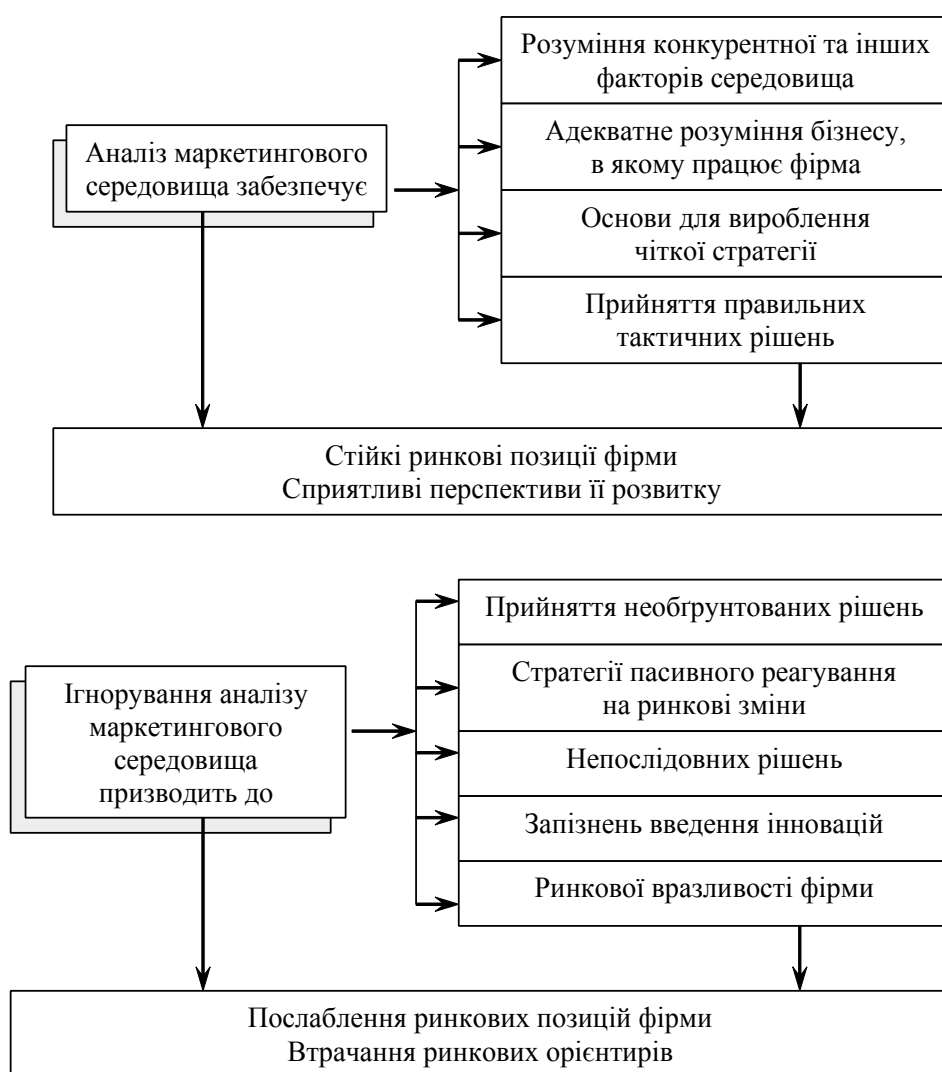 Аналіз маркетингового
середовища забезпечує
Розуміння конкурентної та інших
факторів середовища
Адекватне розуміння бізнесу,
в якому працює фірма
Основи для вироблення
чіткої стратегії
Прийняття правильних
тактичних рішень
Стійкі ринкові позиції фірми
Сприятливі перспективи її розвитку
Ігнорування аналізу
маркетингового
середовища
призводить до
Прийняття необґрунтованих рішень
Стратегії пасивного реагування
на ринкові зміни
Непослідовних рішень
Запізнень введення інновацій
Ринкової вразливості фірми
Послаблення ринкових позицій фірми
Втрачання ринкових орієнтирів